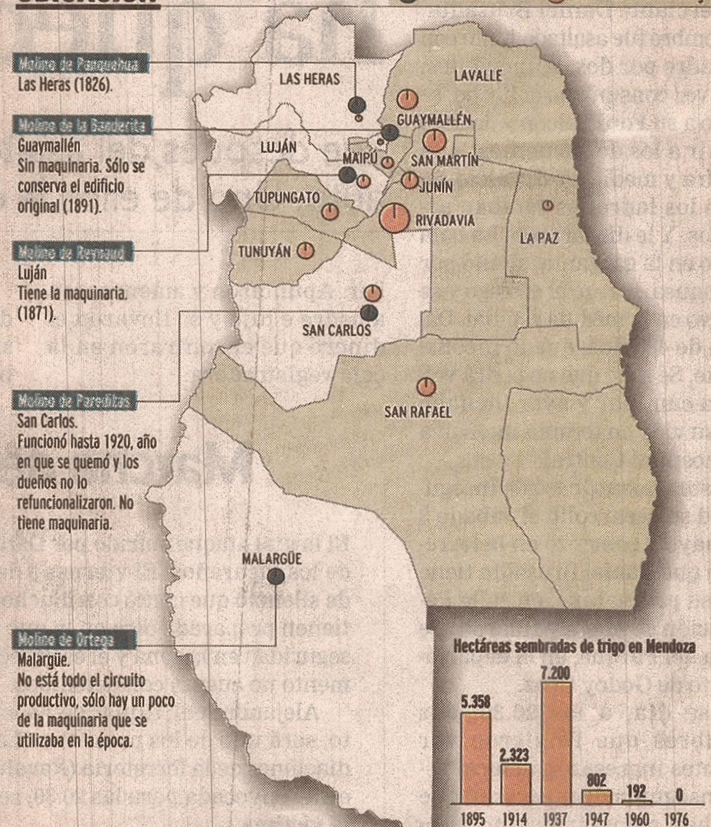 Molino de Panquehua
Las Heras (1826).
Molino de la Banderita
Guaymallén
Sin maquinaria. Sólo se
conserva el edificio
original (1891).
Molino de Reynaud
Luján
Tiene la maquinaria.
(1871).
Molino de Pareditas
San Carlos.
Funcionó hasta 1920, año
en que se quemó y los
dueños no lo
refuncionalizaron. No
tiene maquinaria.
Molino de Ortega
Malargüe.
No está todo el circuito
productivo, sólo hay un poco
de la maquinaria que se
utilizaba en la época.
LAS HERAS
LAVALLE
GUAYMALLÉN
LUJÁN
MAIPÚ
SAN MARTÍN
JUNÍN
TUPUNGATO
RIVADAVIA
LA PAZ
TUNUYÁN
SAN CARLOS
SAN RAFAEL
MALARGÜE
Hectáreas sembradas de trigo en Mendoza
5.358
2.323
7.200
802
192
0
1895 1914 1937 1947 1960 1976